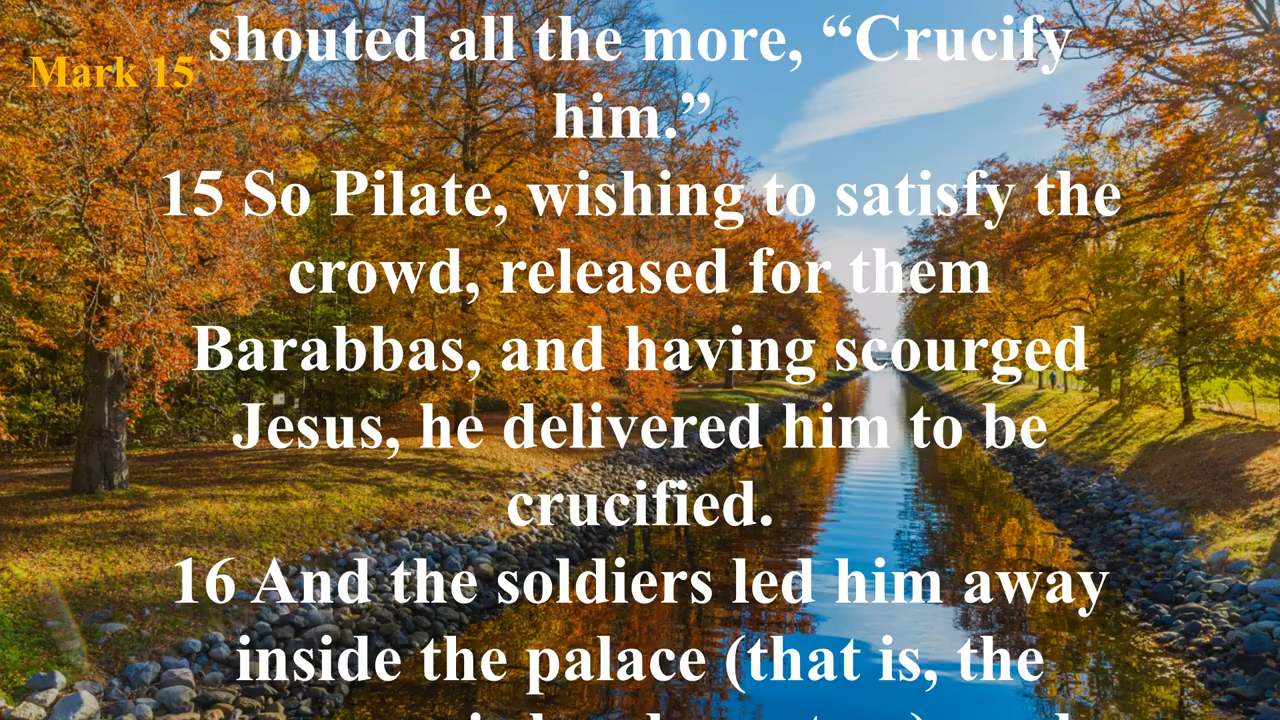 Mark 15
shouted all the more, “Crucify
him.”
15 So Pilate, wishing to satisfy the
crowd, released for them
Barabbas, and having scourged
Jesus, he delivered him to be
crucified.
16 And the soldiers led him away
inside the palace (that is, the